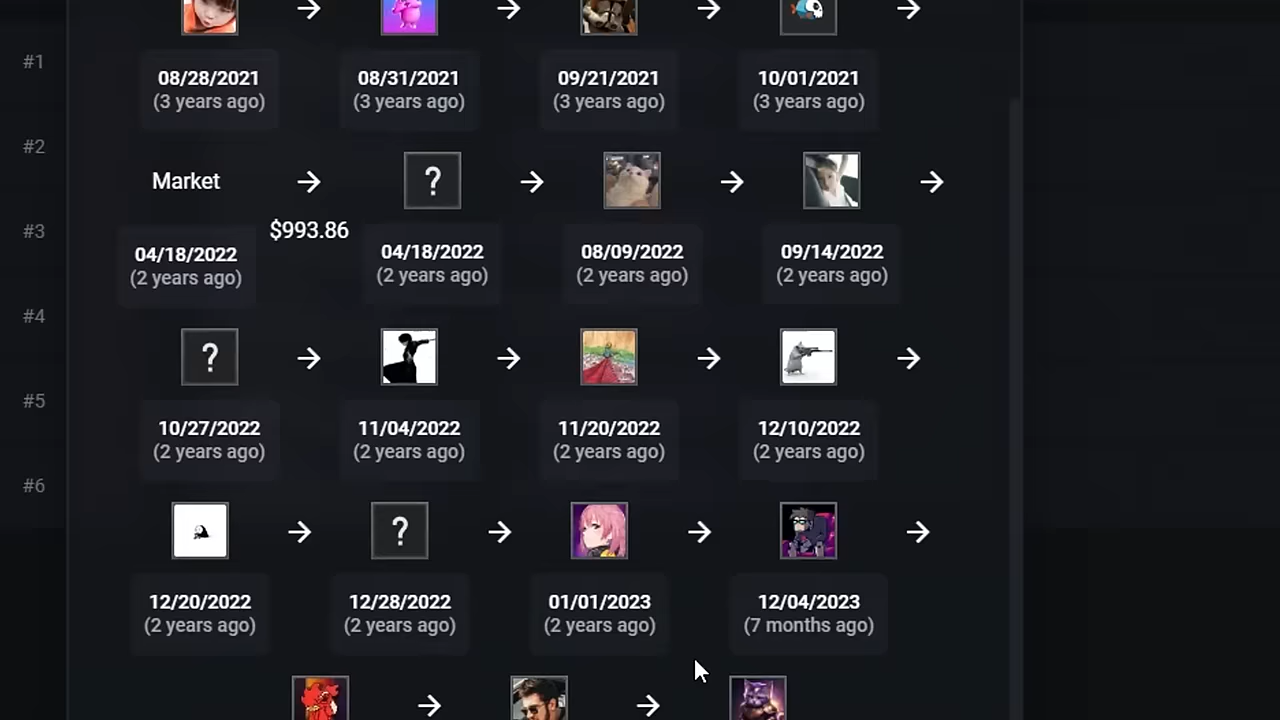 #1
08/28/2021 08/31/2021 09/21/2021 10/01/2021
(3 years ago) (3 years ago) (3 years ago) (3 years ago)
#2
Market ? 
#3
$993.86
04/18/2022 04/18/2022 08/09/2022 09/14/2022
(2 years ago) (2 years ago) (2 years ago) (2 years ago)
#4
?
#5
10/27/2022 11/04/2022 11/20/2022 12/10/2022
(2 years ago) (2 years ago) (2 years ago) (2 years ago)
#6
?
12/20/2022 12/28/2022 01/01/2023 12/04/2023
(2 years ago) (2 years ago) (2 years ago) (7 months ago)